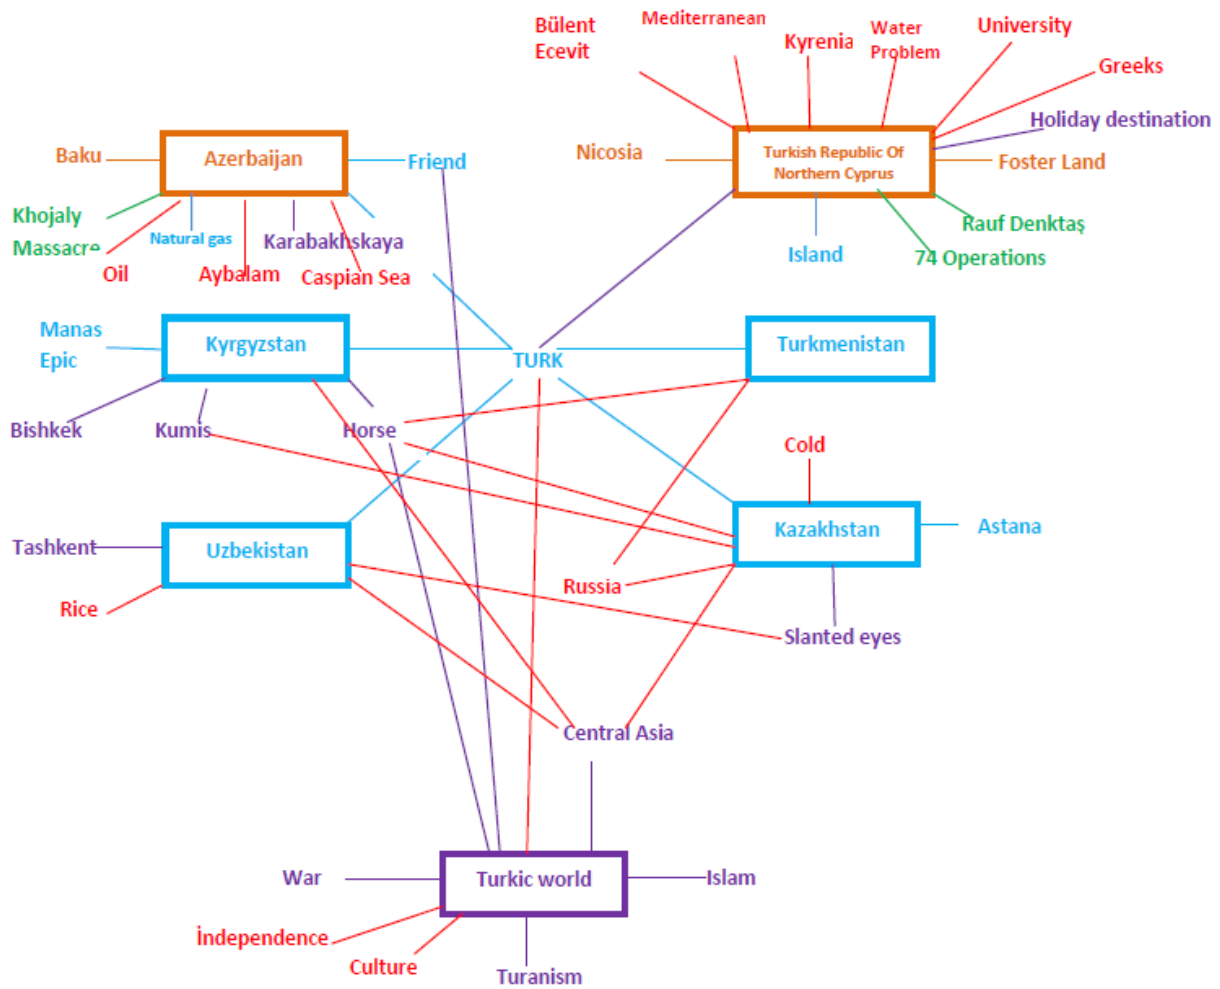 Bülent
Ecevit
Mediterranean
Kyrenia
Water
Problem
University
Greeks
Holiday destination
Baku
Azerbaijan
Friend
Nicosia
Turkish Republic Of
Northern Cyprus
Foster Land
Khojaly
Massacre
Natural gas
Karabakhskaya
Oil
Aybalam
Caspian Sea
Island
Rauf Denktaş
74 Operations
Manas
Epic
Kyrgyzstan
TURK
Turkmenistan
Bishkek
Kumis
Horse
Cold
Tashkent
Uzbekistan
Kazakhstan
Astana
Rice
Russia
Slanted eyes
Central Asia
War
Turkic world
Islam
İndependence
Culture
Turanism